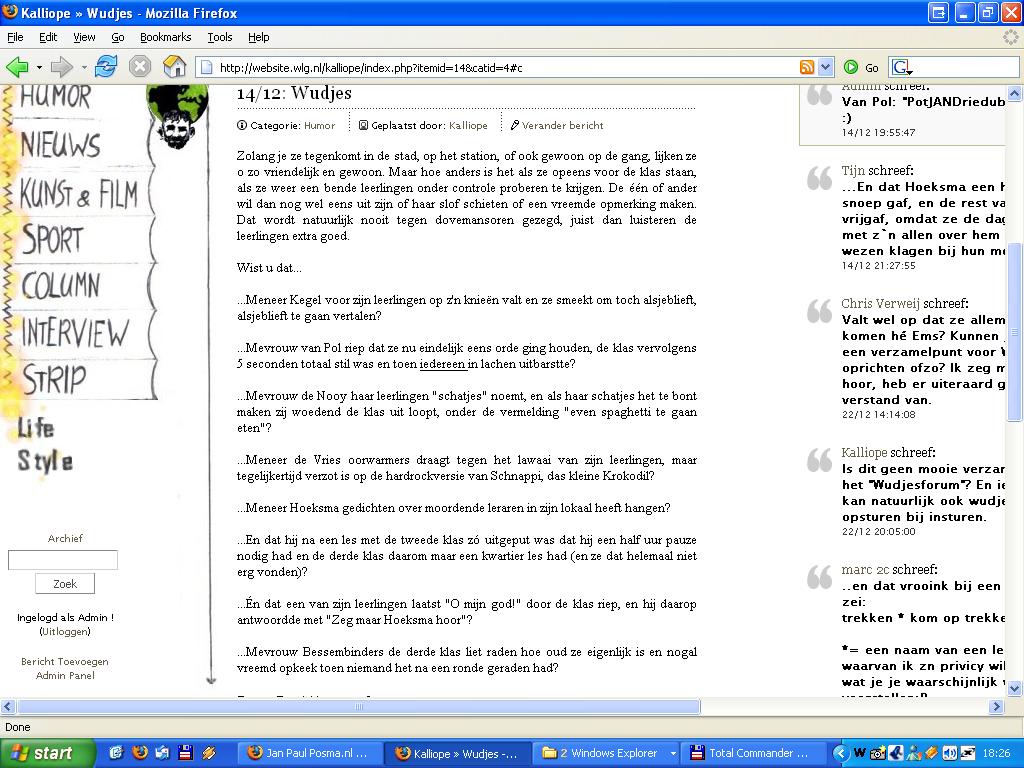 Kalliope » Wudjes - Mozilla Firefox
File Edit View Go Bookmarks Tools Help
http://website.wlg.nl/kalliope/index.php?itemid=14&catid=4#c
Go
G
HUMOR
NIEUWS
KUNST & FILM
SPORT
COLUMN
INTERVIEW
STRIP
Life
Style
Archief
Zoek
Ingelogd als Admin !
(Uitloggen)
Bericht Toevoegen
Admin Panel
14/12: Wudjes
Categorie: Humor
Geplaatst door: Kalliope
Verander bericht
Zolang je ze tegenkomt in de stad, op het station, of ook gewoon op de gang, lijken ze
o zo vriendelijk en gewoon. Maar hoe anders is het als ze opeens voor de klas staan,
als ze weer een bende leerlingen onder controle proberen te krijgen. De één of ander
wil dan nog wel eens uit zijn of haar slof schieten of een vreemde opmerking maken.
Dat wordt natuurlijk nooit tegen dovemansoren gezegd, juist dan luisteren de
leerlingen extra goed.
Wist u dat...
...Meneer Kegel voor zijn leerlingen op z'n knieën valt en ze smeekt om toch alsjeblieft,
alsjeblieft te gaan vertalen?
...Mevrouw van Pol riep dat ze nu eindelijk eens orde ging houden, de klas vervolgens
5 seconden totaal stil was en toen iedereen in lachen uitbarstte?
...Mevrouw de Nooy haar leerlingen "schatjes" noemt, en als haar schatjes het te bont
maken zij woedend de klas uit loopt, onder de vermelding "even spaghetti te gaan
eten"?
...Meneer de Vries oorwarmers draagt tegen het lawaai van zijn leerlingen, maar
tegelijkertijd verzot is op de hardrockversie van Schnappi, das kleine Krokodil?
...Meneer Hoeksma gedichten over moordende leraren in zijn lokaal heeft hangen?
...En dat hij na een les met de tweede klas zó uitgeput was dat hij een half uur pauze
nodig had en de derde klas daarom maar een kwartier les had (en ze dat helemaal niet
erg vonden)?
...Én dat een van zijn leerlingen laatst "O mijn god!" door de klas riep, en hij daarop
antwoordde met "Zeg maar Hoeksma hoor"?
...Mevrouw Bessembinders de derde klas liet raden hoe oud ze eigenlijk is en nogal
vreemd opkeek toen niemand het na een ronde geraden had?
Admin schreef:
Van Pol: "PotJANDriedub
:)
14/12 19:55:47
Tijn schreef:
...En dat Hoeksma een h
snoep gaf, en de rest va
vrijgaf, omdat ze de dag
met z`n allen over hem
wezen klagen bij hun me
14/12 21:27:55
Chris Verweij schreef:
Valt wel op dat ze allem
komen hé Ems? Kunnen
een verzamelpunt voor
oprichten ofzo? Ik zeg m
hoor, heb er uiteraard g
verstand van.
22/12 14:14:08
Kalliope schreef:
Is dit geen mooie verzar
het "Wudjesforum"? En ie
kan natuurlijk ook wudje
opsturen bij insturen.
22/12 20:05:00
marc 2c schreef:
..en dat vrooink bij een
zei:
trekken * kom op trekke
*= een naam van een le
waarvan ik zn privicy wil
wat je je waarschijnlijk
Done
start
Jan Paul Posma.nl ...
Kalliope » Wudjes -...
2 Windows Explorer
Total Commander ...
18:26